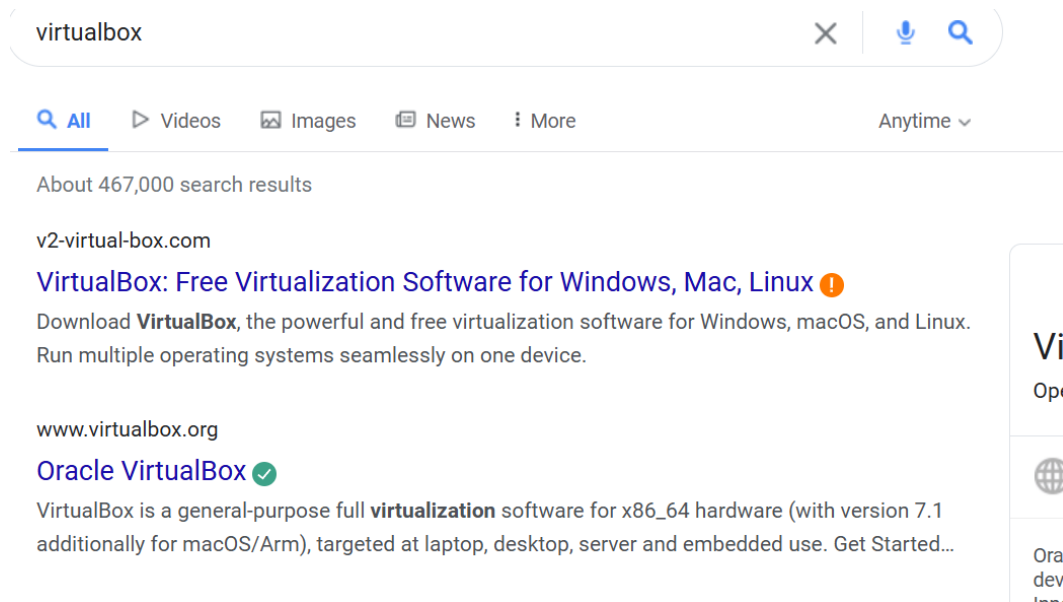 virtualbox
All Videos Images News More Anytime
About 467,000 search results
v2-virtual-box.com
VirtualBox: Free Virtualization Software for Windows, Mac, Linux
Download VirtualBox, the powerful and free virtualization software for Windows, macOS, and Linux.
Run multiple operating systems seamlessly on one device.
Vi
Ope
www.virtualbox.org
Oracle VirtualBox
VirtualBox is a general-purpose full virtualization software for x86_64 hardware (with version 7.1
additionally for macOS/Arm), targeted at laptop, desktop, server and embedded use. Get Started...
Ora
dev